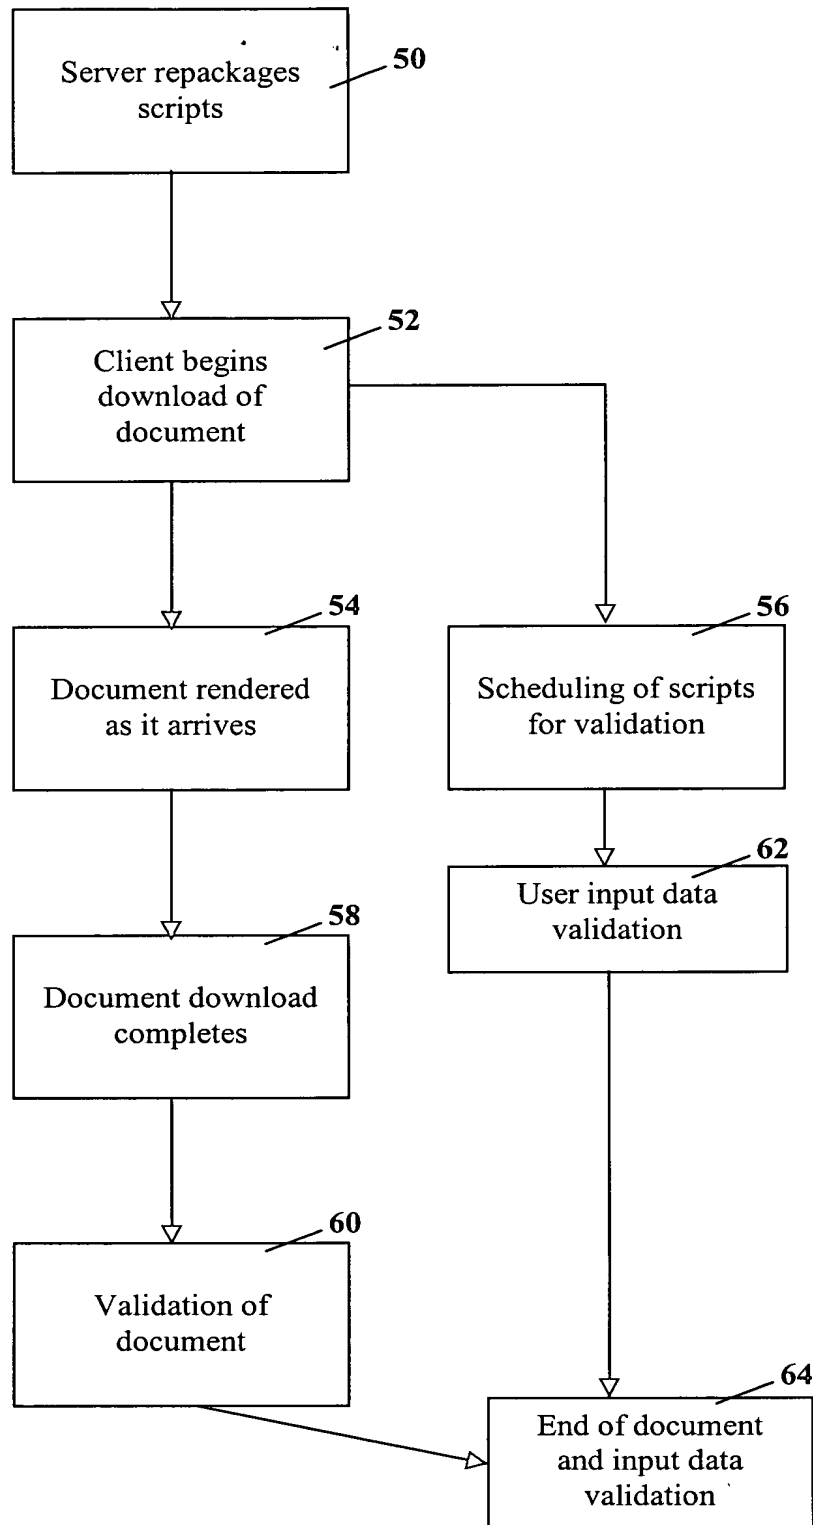 50
Server repackages
scripts
52
Client begins
download of
document
54
Document rendered
as it arrives
56
Scheduling of scripts
for validation
62
User input data
validation
58
Document download
completes
60
Validation of
document
64
End of document
and input data
validation